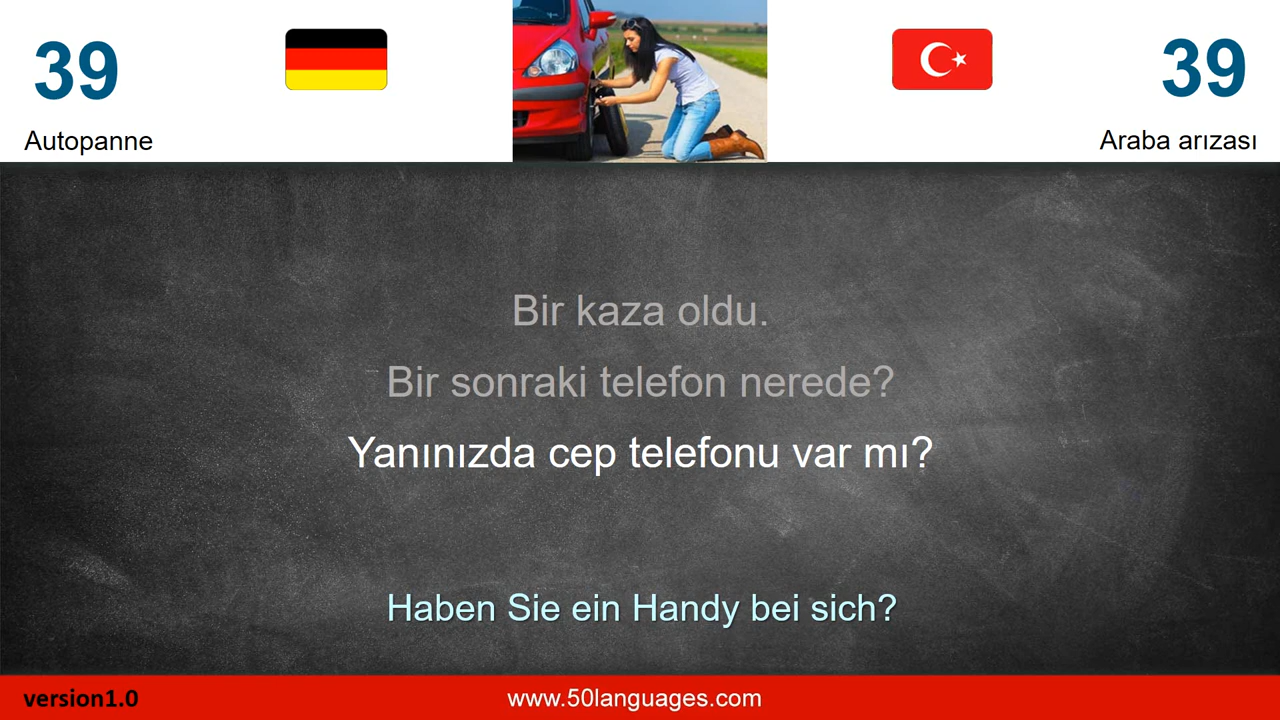 39
39
Autopanne
Araba arızası
Bir kaza oldu.
Bir sonraki telefon nerede?
Yanınızda cep telefonu var mı?
Haben Sie ein Handy bei sich?
version1.0
www.50languages.com